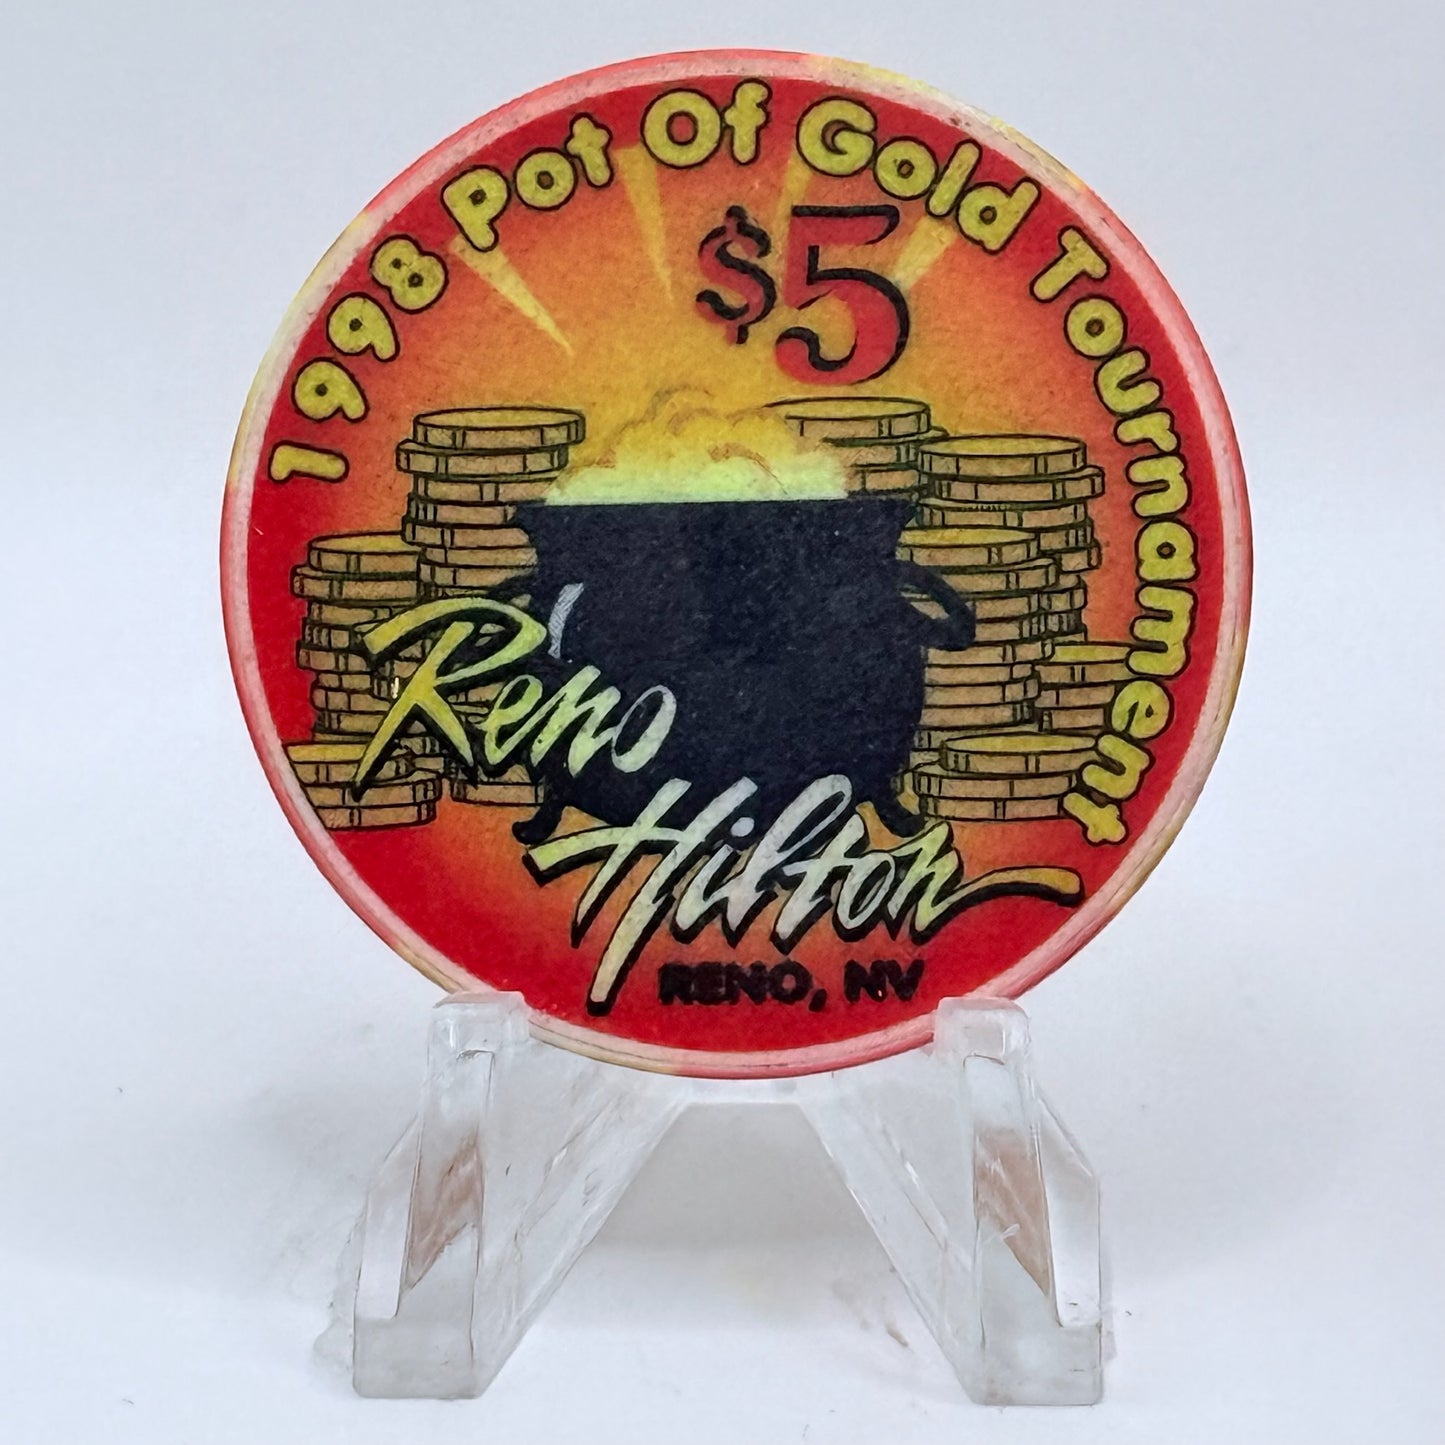 1998 Pot Of Gold Tournament
$5
Reno
Hilton
RENO, NV